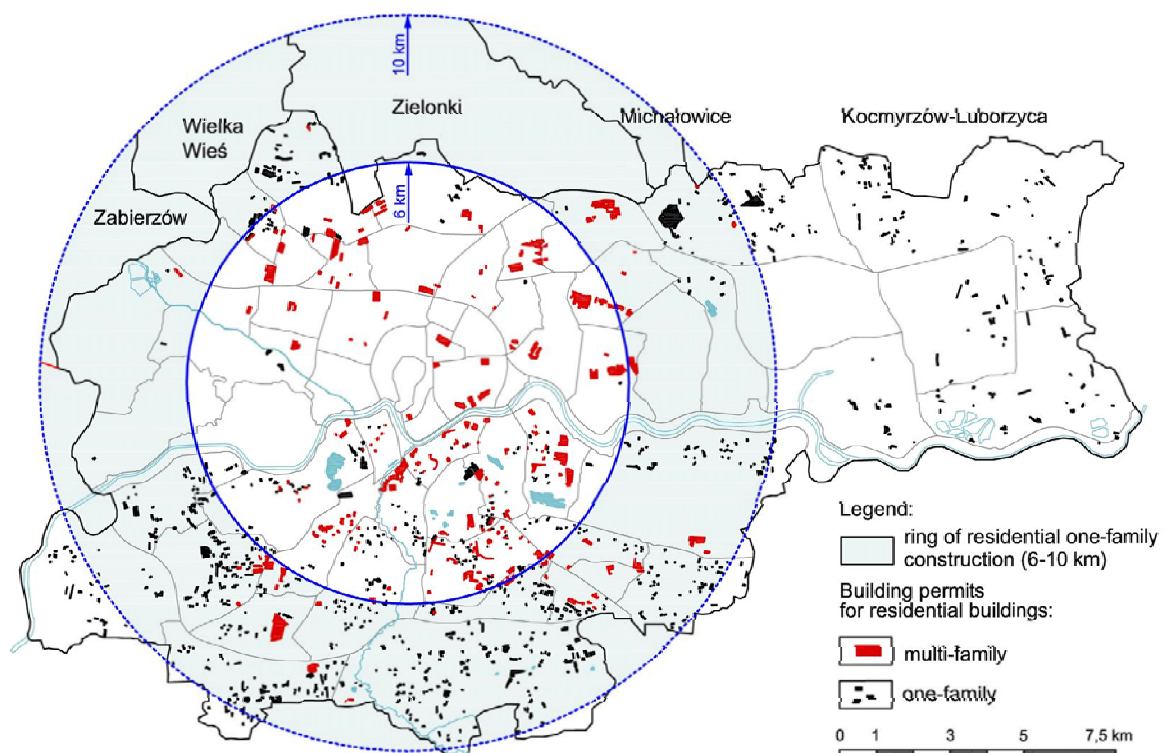 10 km
Zielonki
Michałowice
Kocmyrzów-Luborzyca
Wielka
Wieś
6 km
Zabierzów
Legend:
ring of residential one-family
construction (6-10 km)
Building permits
for residential buildings:
multi-family
one-family
0 1 3 5 7,5 km